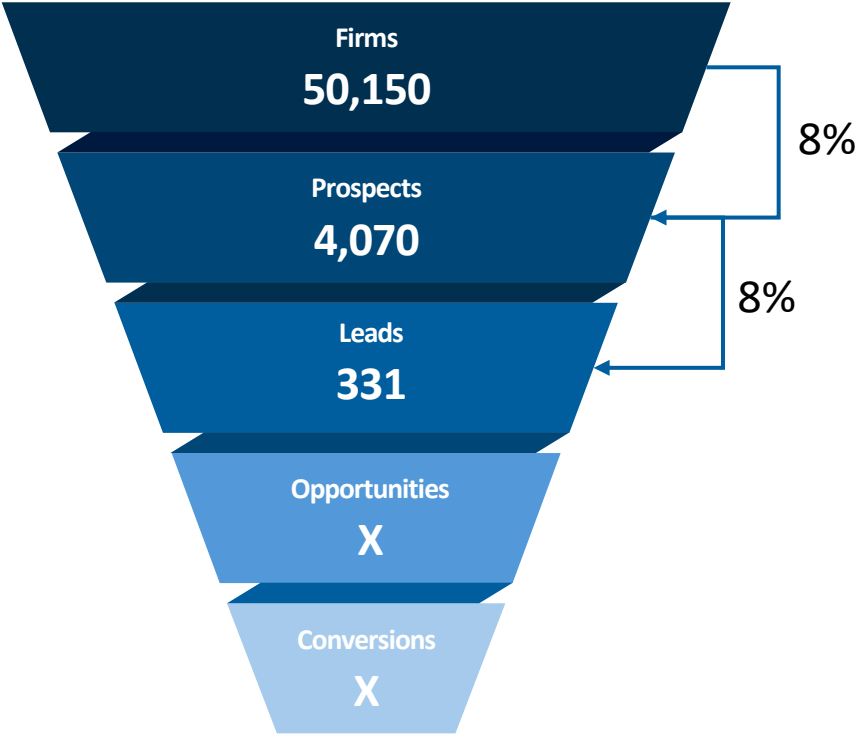 Firms
50,150
8%
Prospects
4,070
8%
Leads
331
Opportunities
X
Conversions
X